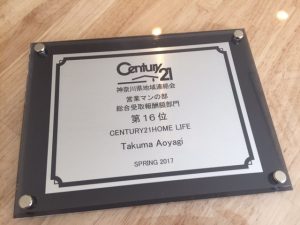 Century 21
神奈川県地域連絡会
営業マンの部
総合受取報酬額部門
第16位
CENTURY21HOME LIFE
Takuma Aoyagi
SPRING 2017